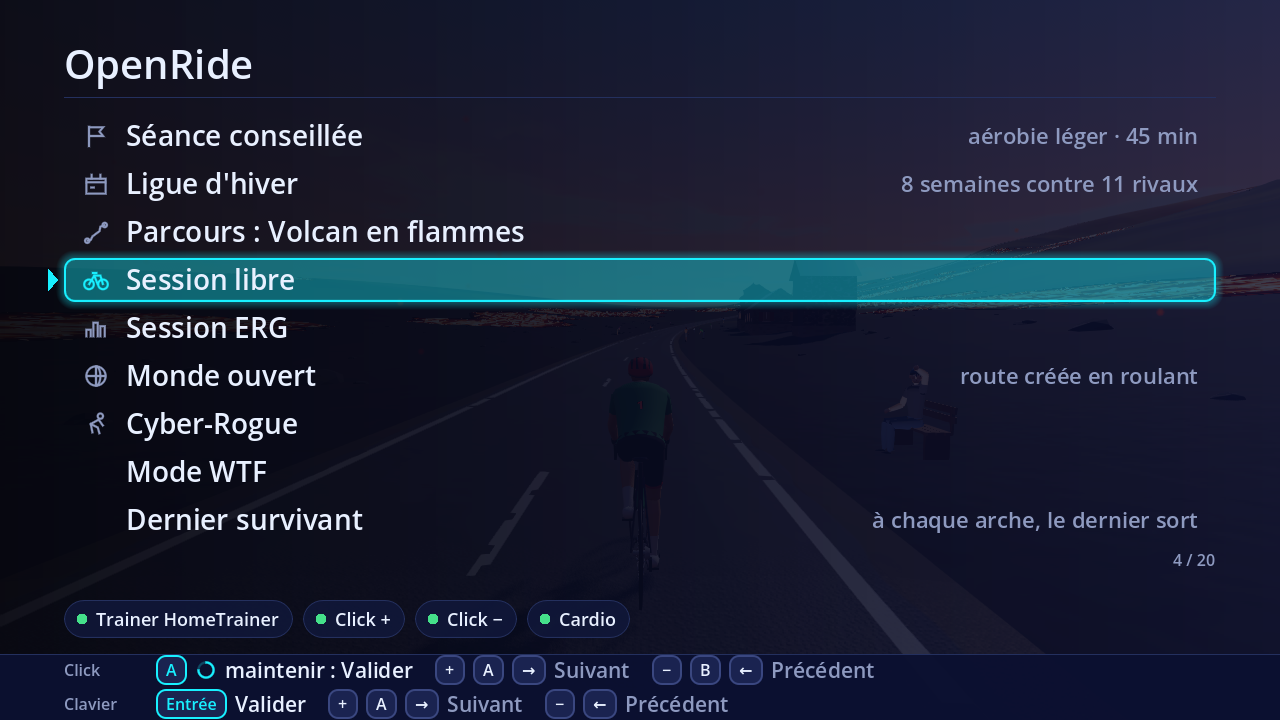 OpenRide
Séance conseillée aérobie léger · 45 min
Ligue d'hiver 8 semaines contre 11 rivaux
Parcours : Volcan en flammes
Session libre
Session ERG
Monde ouvert route créée en roulant
Cyber-Rogue
Mode WTF
Dernier survivant à chaque arche, le dernier sort
4 / 20
Trainer HomeTrainer Click + Click − Cardio
Click A maintenir : Valider + A → Suivant − B ← Précédent
Clavier Entrée Valider + A → Suivant − ← Précédent